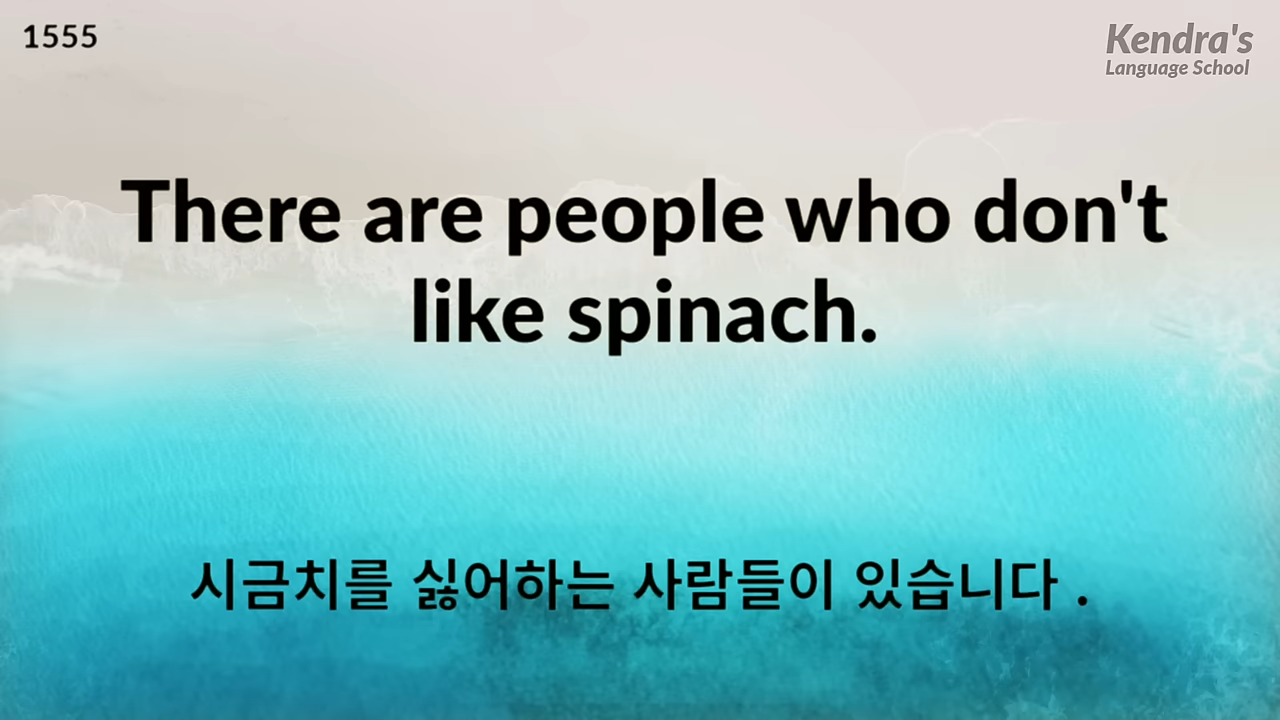 1555
Kendra's
Language School
There are people who don't
like spinach.
시금치를 싫어하는 사람들이 있습니다 .